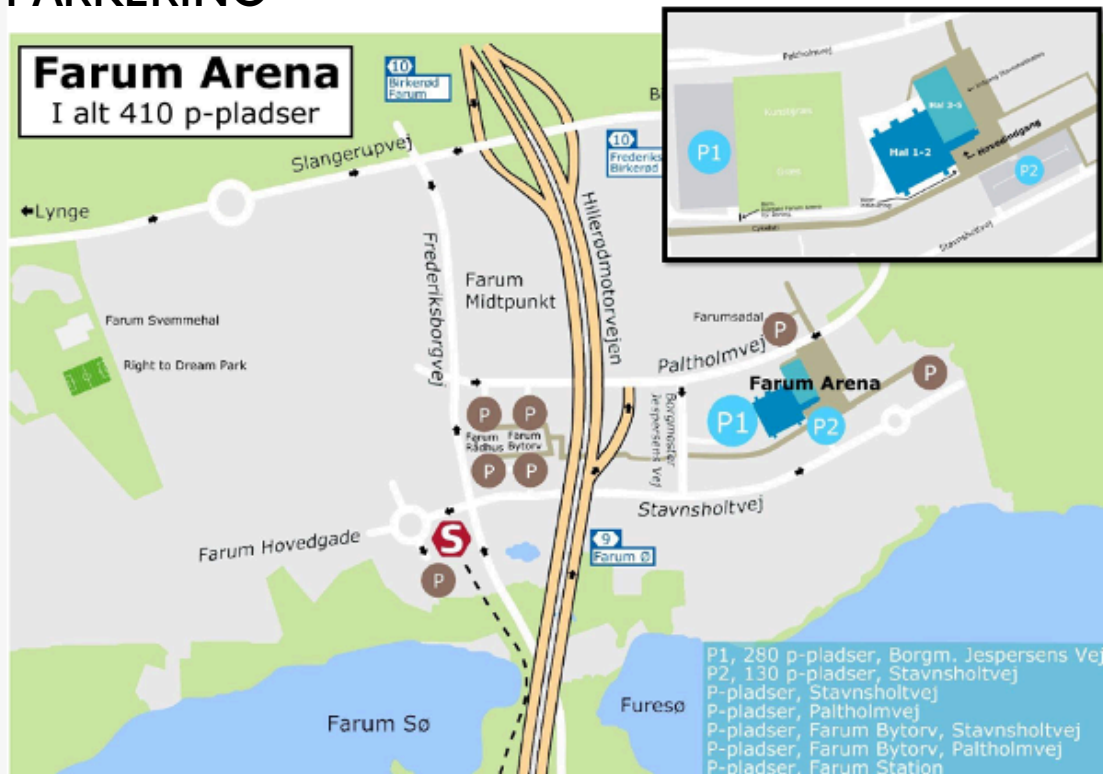 PARKERING
Farum Arena
I alt 410 p-pladser
10
Birkerød
Farum
Slangerupvej
10
Frederiks
Birkerød
Lynge
Frederiksborgvej
Hillerødmotorvejen
Farum
Midtpunkt
Farum Svømmehal
Right to Dream Park
Farumsødal
P
Paltholmvej
Farum Arena
P
P1
P2
P
P
Farum
Rådhus
Farum
Bytorv
P
P
Borgmester
Jespersens Vej
Stavnsholtvej
Farum Hovedgade
S
P
9
Farum Ø
Farum Sø
Furesø
Paltholmvej
P1
Kunstgræs
Græs
Hal 3-5
Hal 1-2
Hovedindgang
P2
Cykelsti
Stavnsholtvej
P1, 280 p-pladser, Borgm. Jespersens Vej
P2, 130 p-pladser, Stavnsholtvej
P-pladser, Stavnsholtvej
P-pladser, Paltholmvej
P-pladser, Farum Bytorv, Stavnsholtvej
P-pladser, Farum Bytorv, Paltholmvej
P-pladser, Farum Station